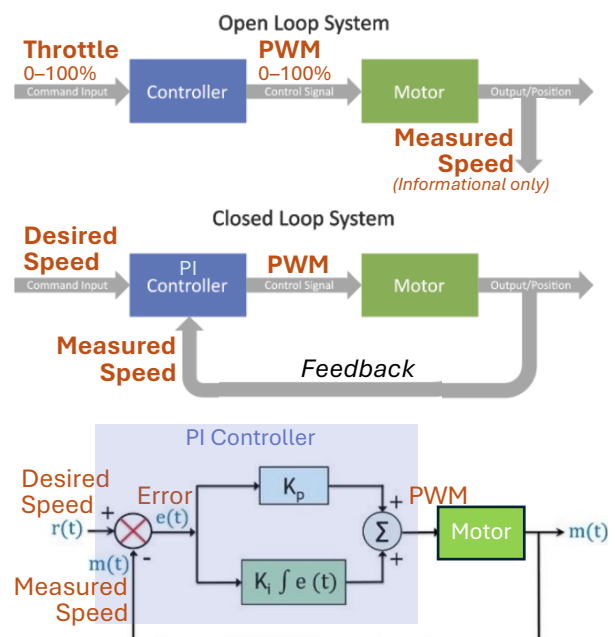 Open Loop System
Throttle
0–100%
Command Input
Controller
PWM
0–100%
Control Signal
Motor
Output/Position
Measured
Speed
(Informational only)
Closed Loop System
Desired
Speed
Command Input
PI
Controller
PWM
Control Signal
Motor
Output/Position
Measured
Speed
Feedback
PI Controller
Desired
Speed
r(t)
+
m(t)
-
Measured
Speed
Error
e(t)
Kₚ
Kᵢ ∫ e (t)
+
Σ
+
PWM
Motor
m(t)